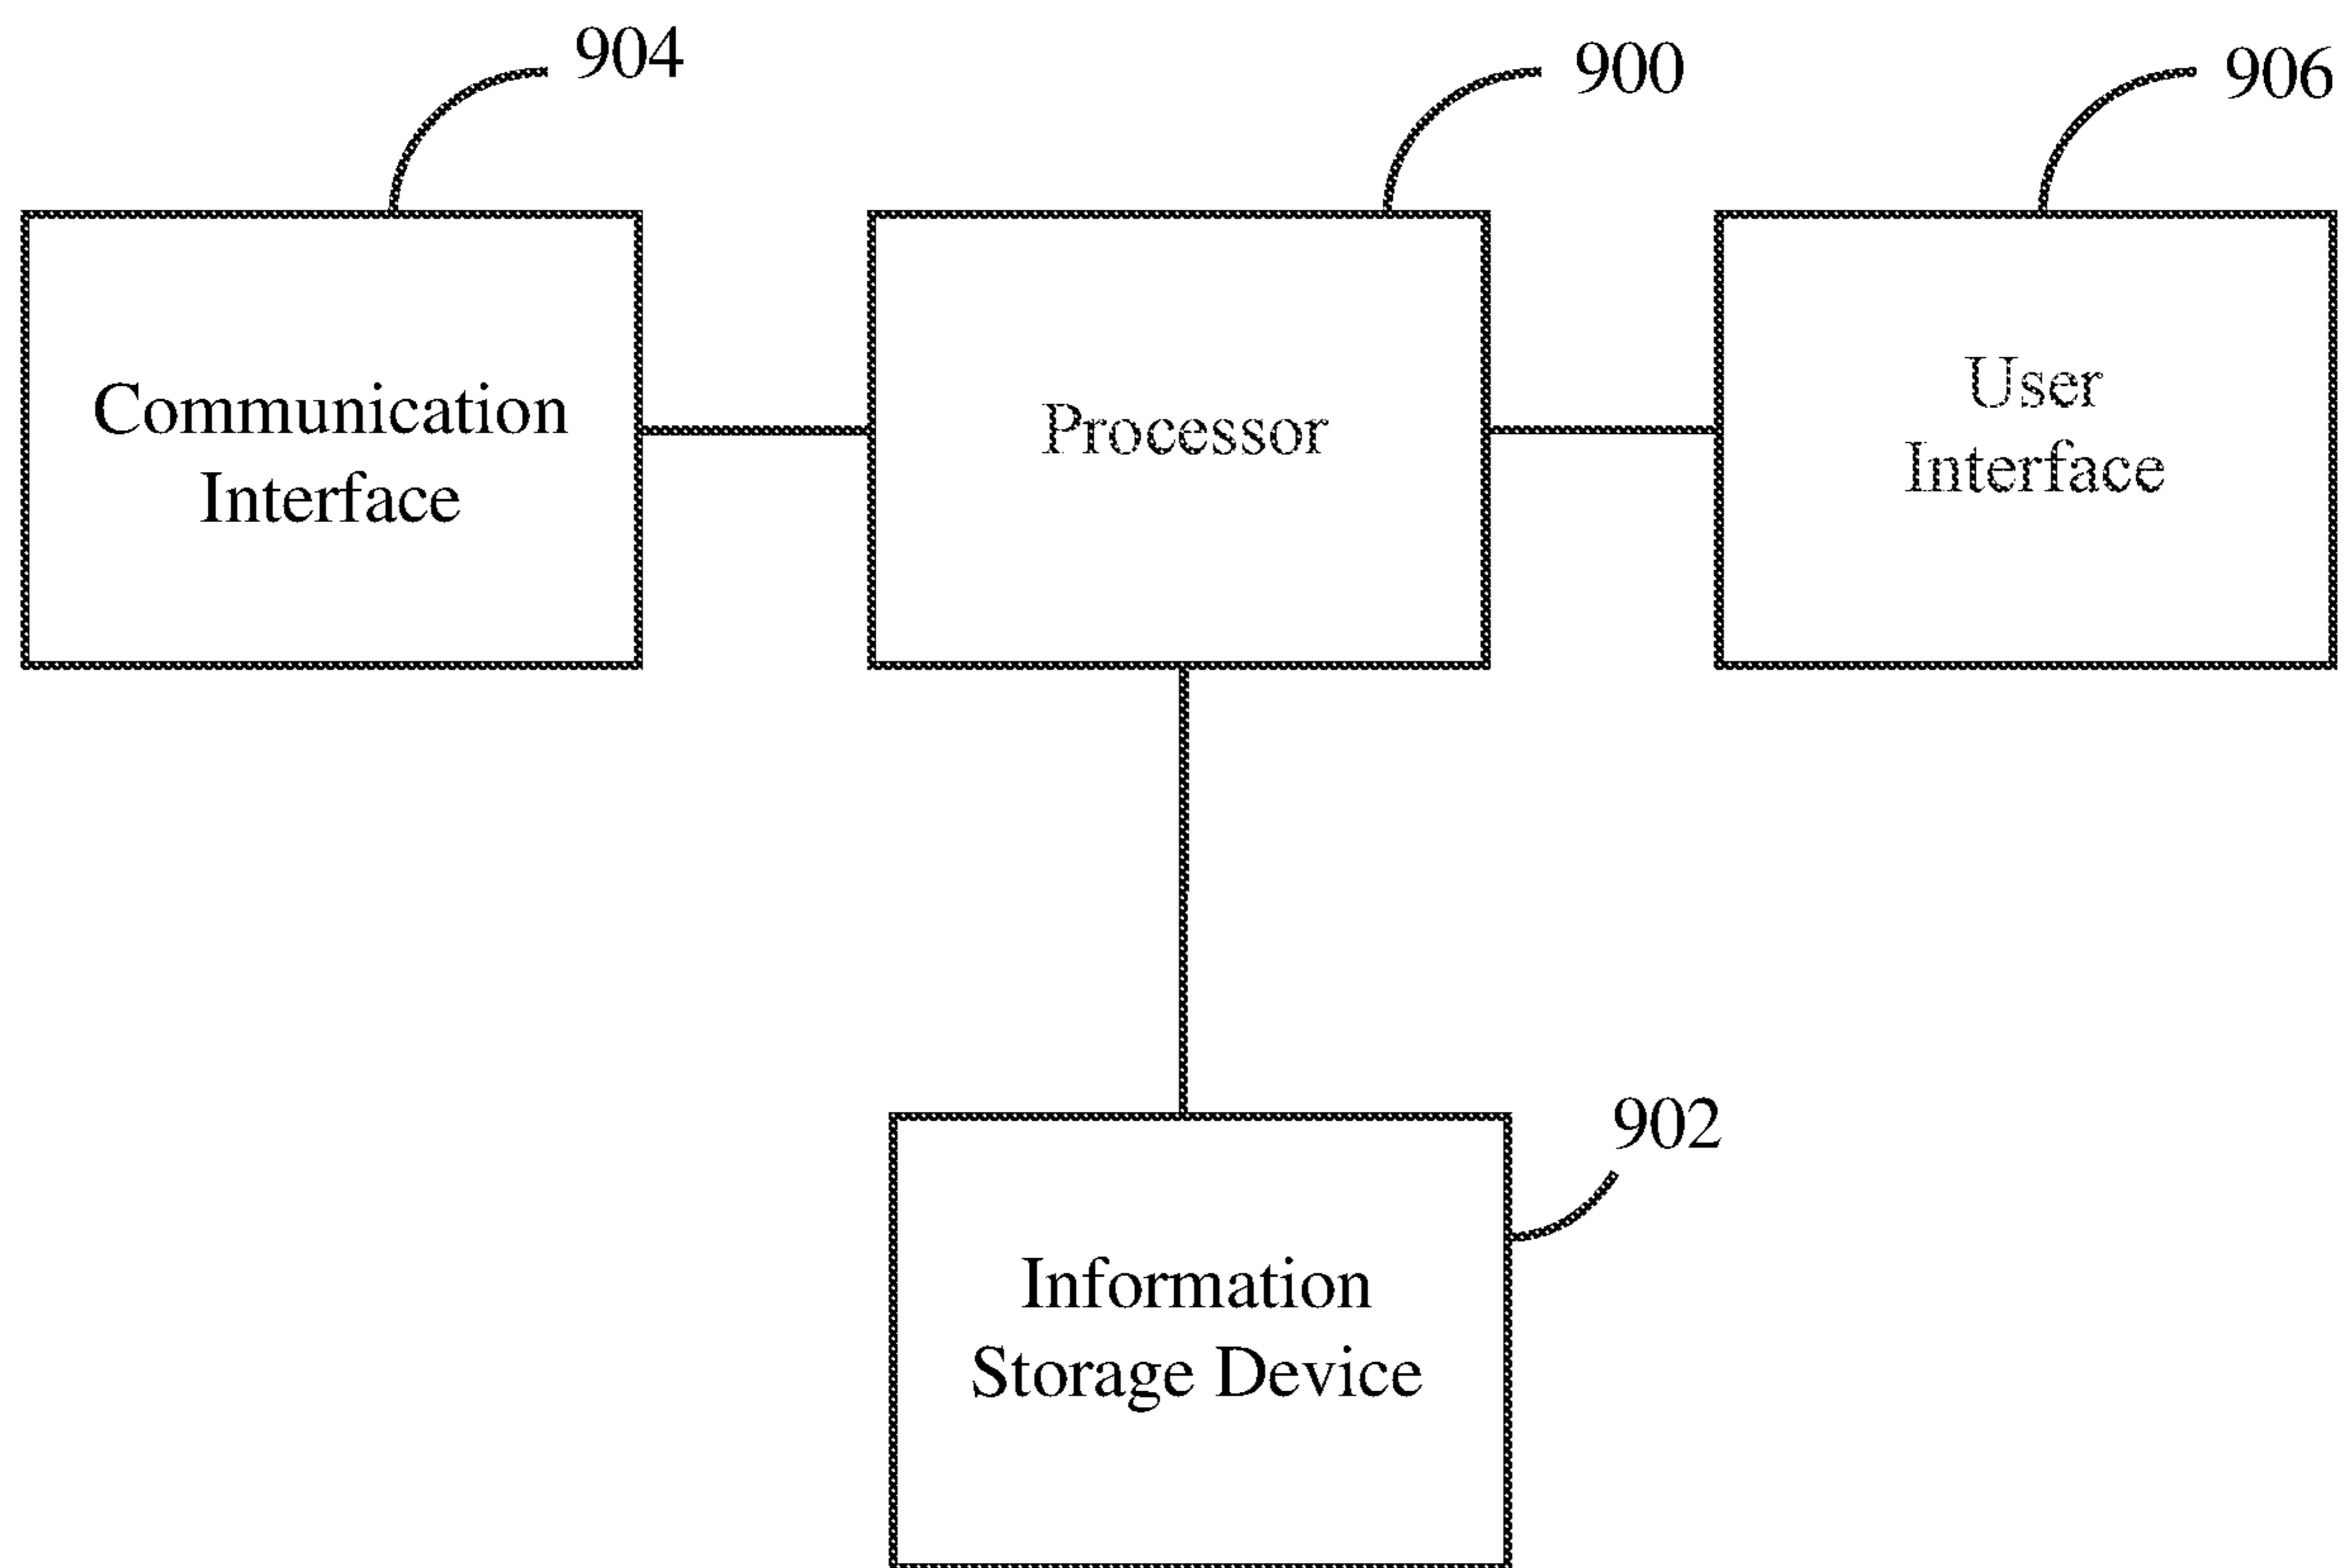 904
900
906
Communication
Interface
Processor
User
Interface
902
Information
Storage Device